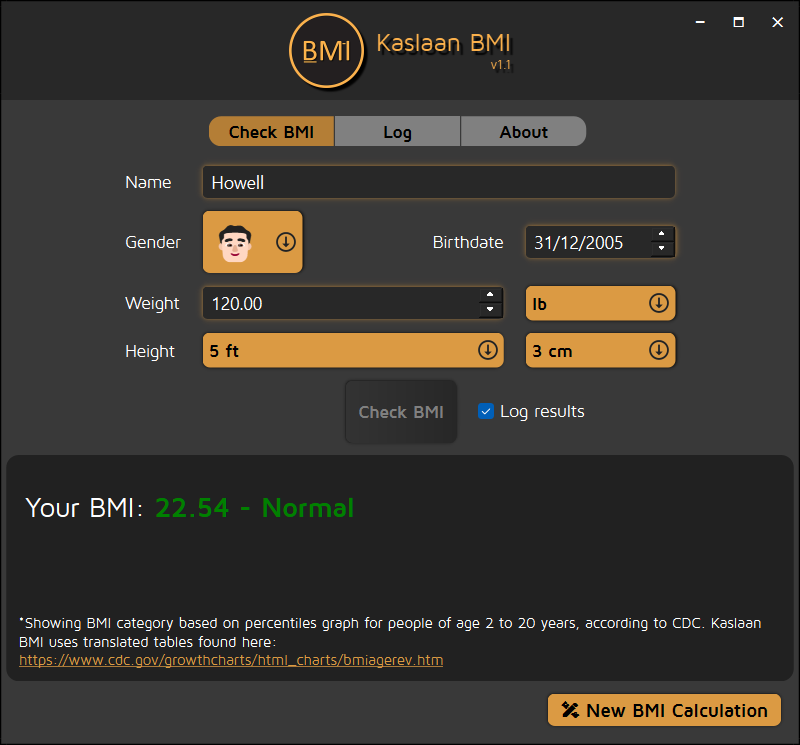 BMI
Kaslaan BMI
v1.1
Check BMI Log About
Name Howell
Gender Birthdate 31/12/2005
Weight 120.00 lb
Height 5 ft 3 cm
Check BMI Log results
Your BMI: 22.54 - Normal
*Showing BMI category based on percentiles graph for people of age 2 to 20 years, according to CDC. Kaslaan
BMI uses translated tables found here:
https://www.cdc.gov/growthcharts/html_charts/bmiagerev.htm
New BMI Calculation